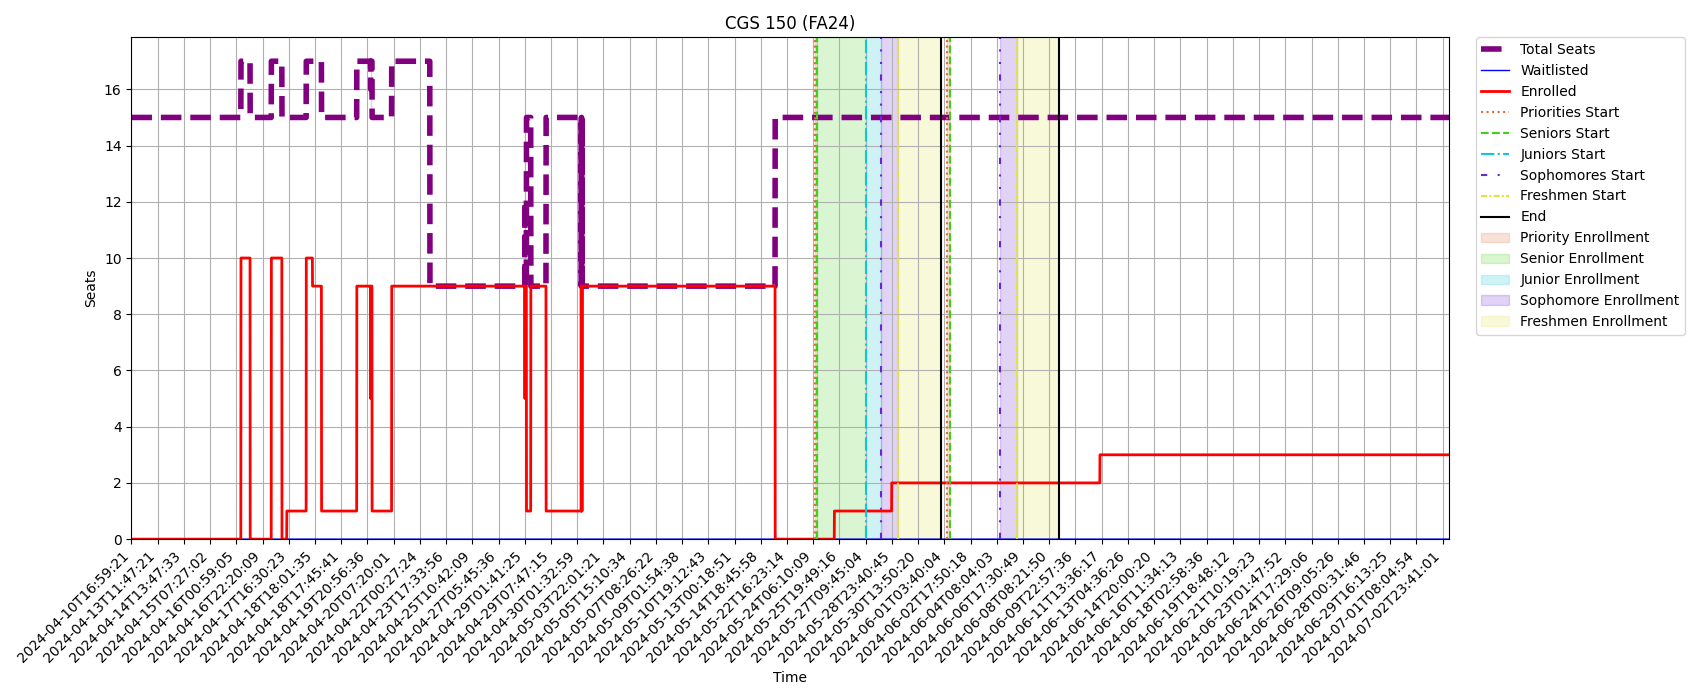 CGS 150 (FA24)
Total Seats
Waitlisted
Enrolled
Priorities Start
Seniors Start
Juniors Start
Sophomores Start
Freshmen Start
End
Priority Enrollment
Senior Enrollment
Junior Enrollment
Sophomore Enrollment
Freshmen Enrollment
Seats
16
14
12
10
8
6
4
2
0
2024-04-10T16:59:21
2024-04-13T11:47:21
2024-04-14T13:47:33
2024-04-15T07:27:02
2024-04-16T00:59:05
2024-04-16T22:20:09
2024-04-17T16:30:23
2024-04-18T18:01:35
2024-04-18T17:45:41
2024-04-19T20:56:36
2024-04-20T07:20:01
2024-04-22T00:27:24
2024-04-23T17:33:56
2024-04-25T10:42:09
2024-04-27T05:45:36
2024-04-29T01:41:25
2024-04-29T07:47:15
2024-04-30T01:32:59
2024-05-03T22:01:21
2024-05-05T15:10:34
2024-05-07T08:26:22
2024-05-09T01:54:38
2024-05-10T19:12:43
2024-05-13T00:18:51
2024-05-14T18:45:58
2024-05-22T16:23:14
2024-05-24T06:10:09
2024-05-25T19:49:16
2024-05-27T09:45:04
2024-05-28T23:40:45
2024-05-30T13:50:20
2024-06-01T03:40:04
2024-06-02T17:50:18
2024-06-04T08:04:03
2024-06-06T17:30:49
2024-06-08T08:21:50
2024-06-09T22:57:36
2024-06-11T13:36:17
2024-06-13T04:36:20
2024-06-14T20:00:20
2024-06-16T11:34:13
2024-06-18T02:58:36
2024-06-19T18:48:12
2024-06-21T10:19:23
2024-06-23T01:47:52
2024-06-24T17:29:06
2024-06-26T09:05:26
2024-06-28T00:31:46
2024-06-29T16:13:25
2024-07-01T08:04:54
2024-07-02T23:41:01
Time